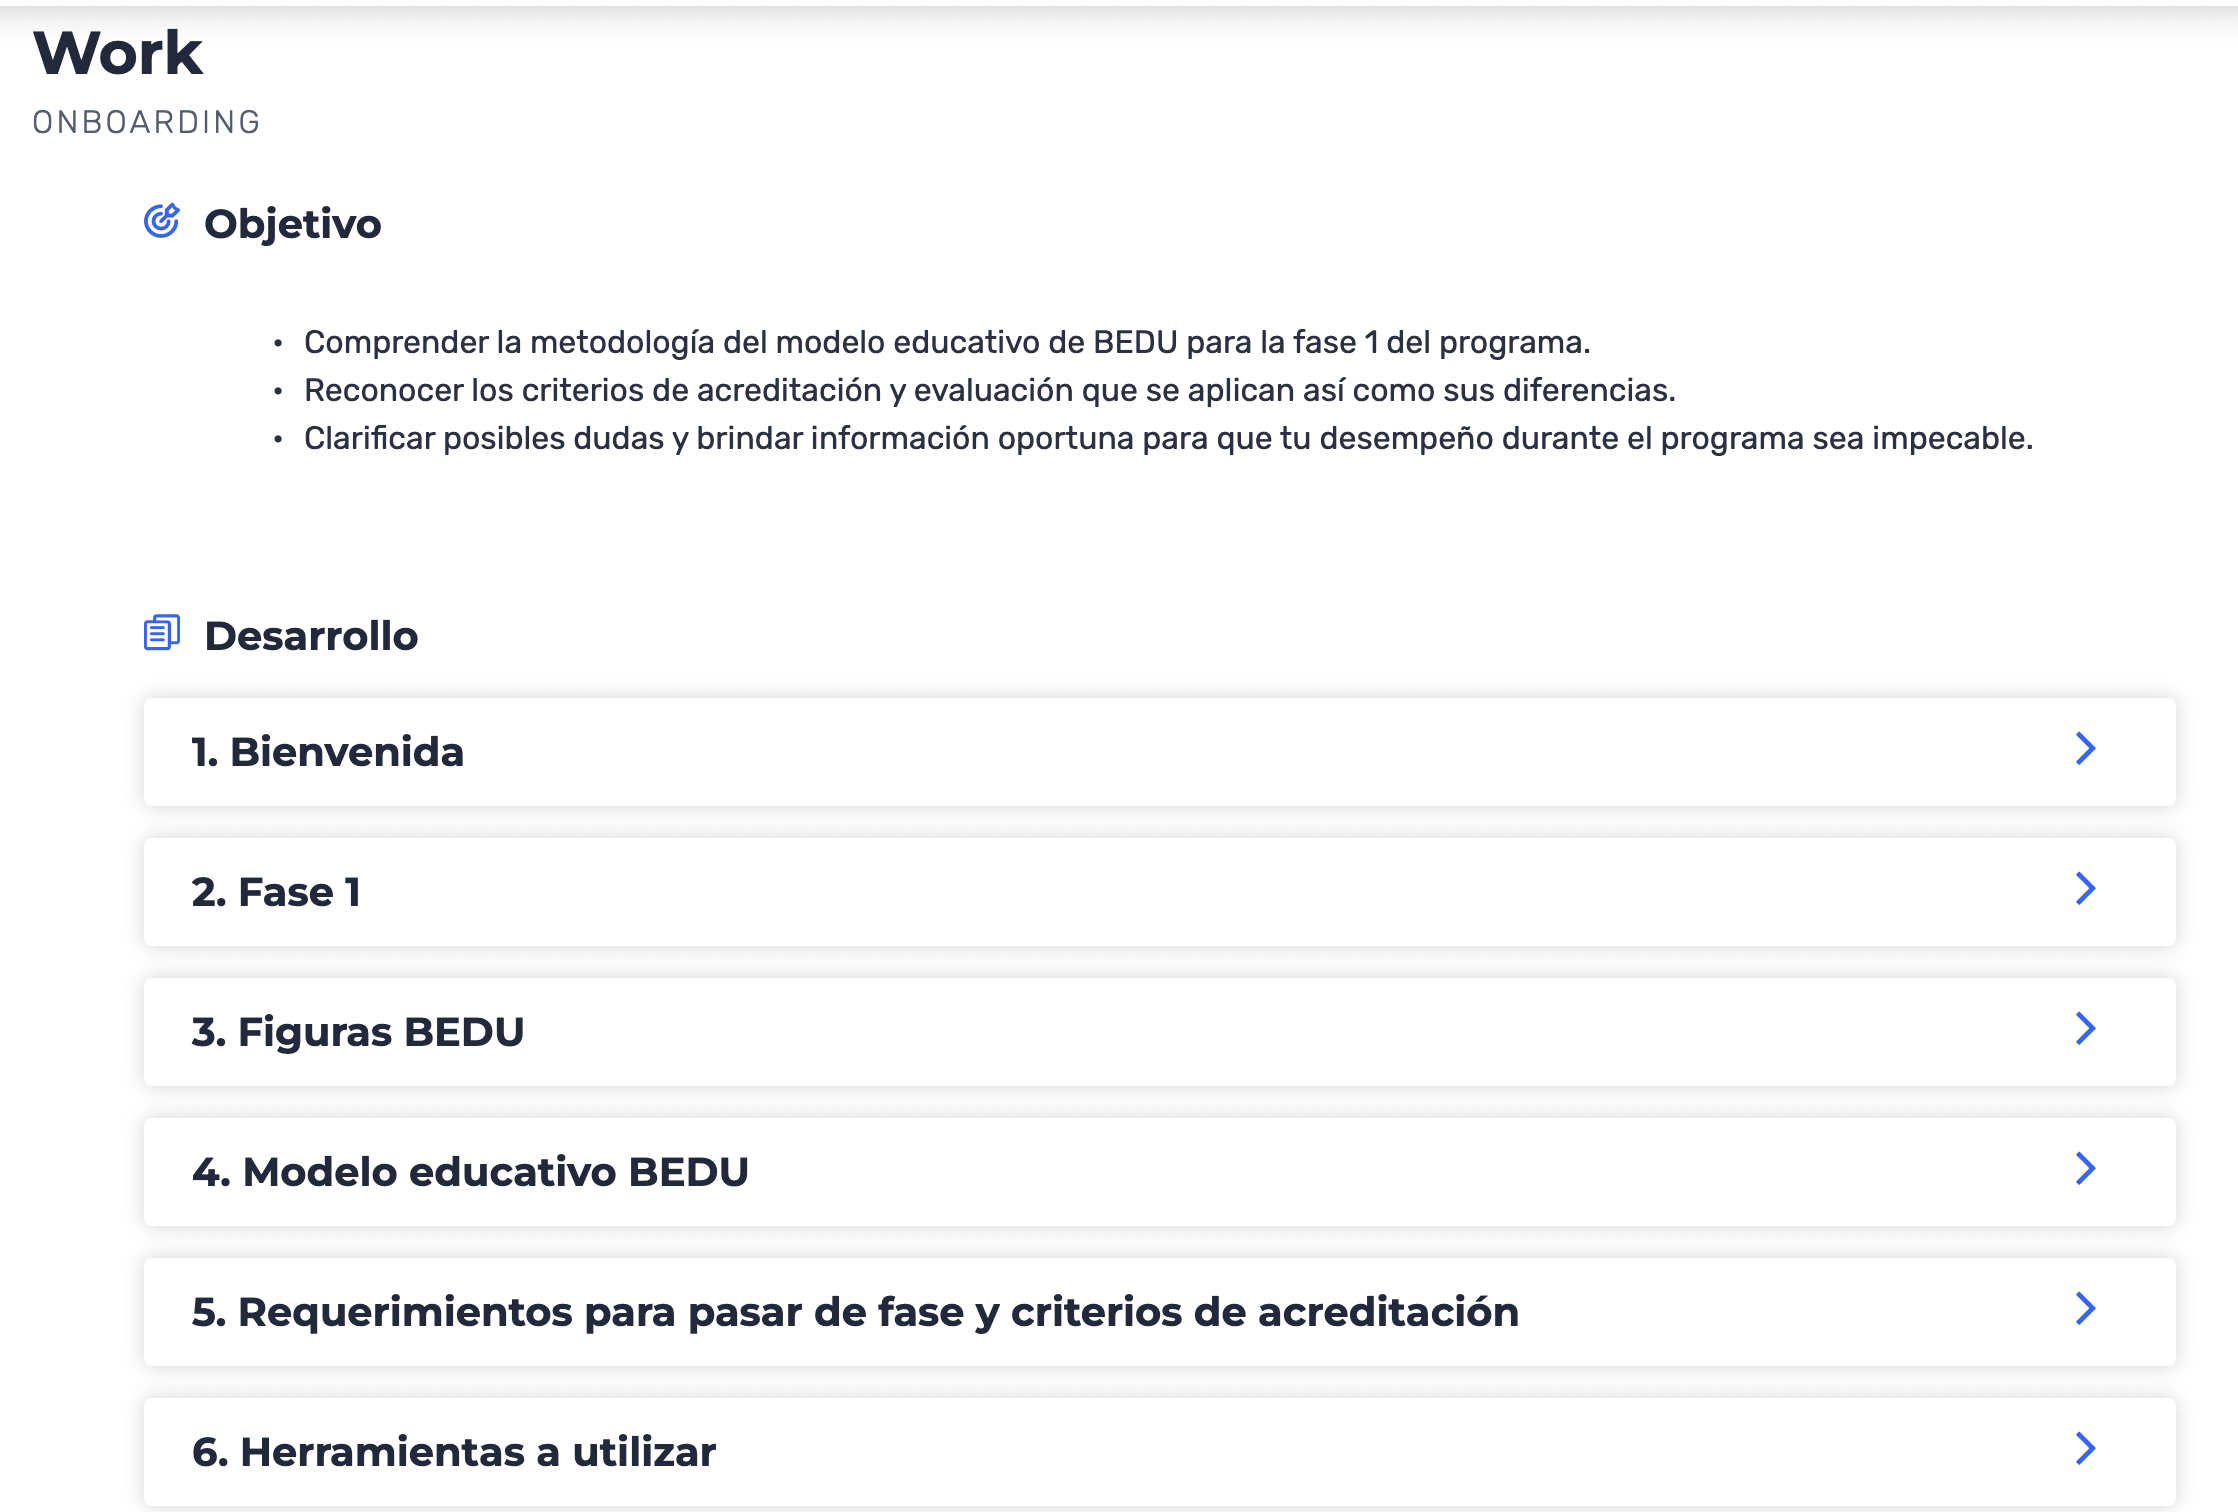 Work
ONBOARDING
Objetivo
• Comprender la metodología del modelo educativo de BEDU para la fase 1 del programa.
• Reconocer los criterios de acreditación y evaluación que se aplican así como sus diferencias.
• Clarificar posibles dudas y brindar información oportuna para que tu desempeño durante el programa sea impecable.
Desarrollo
1. Bienvenida
2. Fase 1
3. Figuras BEDU
4. Modelo educativo BEDU
5. Requerimientos para pasar de fase y criterios de acreditación
6. Herramientas a utilizar